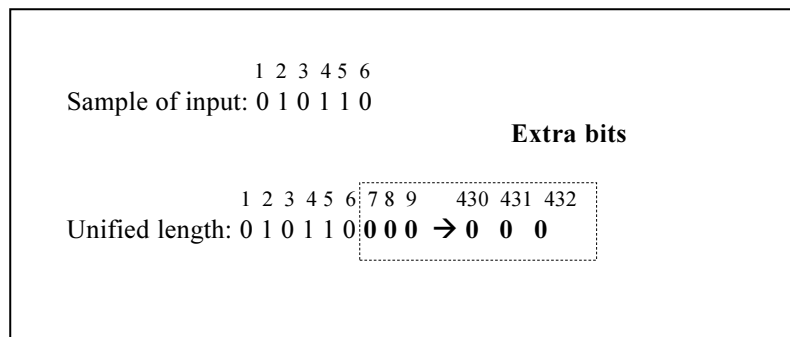 1 2 3 4 5 6
Sample of input: 0 1 0 1 1 0
Extra bits
1 2 3 4 5 6 7 8 9 430 431 432
Unified length: 0 1 0 1 1 0 0 0 0 → 0 0 0